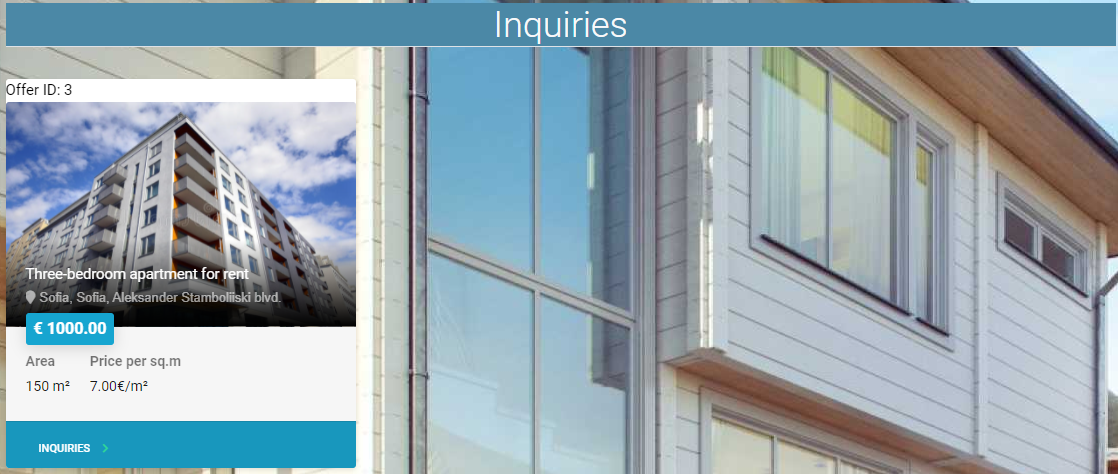 Inquiries
Offer ID: 3
Three-bedroom apartment for rent
Sofia, Sofia, Aleksander Stamboliiski blvd.
€ 1000.00
Area Price per sq.m
150 m² 7.00€/m²
INQUIRIES